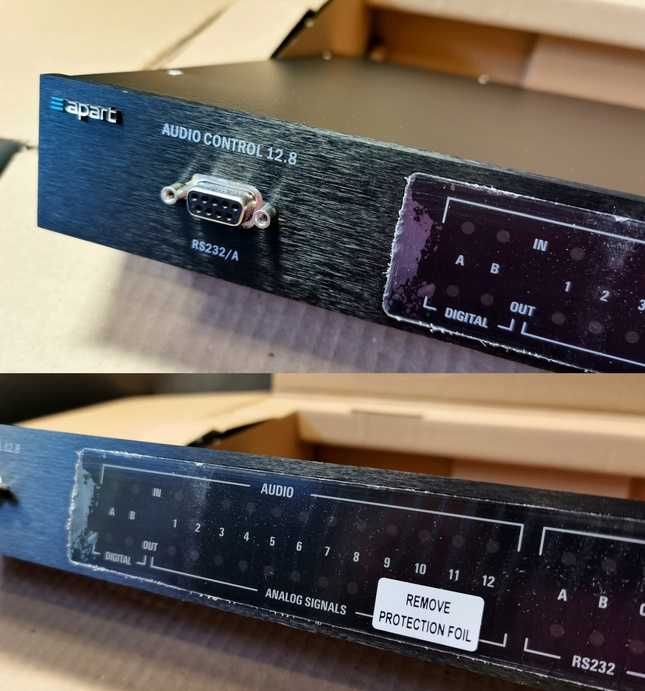 apart
AUDIO CONTROL 12.8
RS232/A
IN
A B
1 2 3
OUT
DIGITAL
12.8
AUDIO
IN
A B
1 2 3 4 5 6 7 8 9 10 11 12
OUT
DIGITAL
ANALOG SIGNALS
REMOVE
PROTECTION FOIL
A B C
RS232